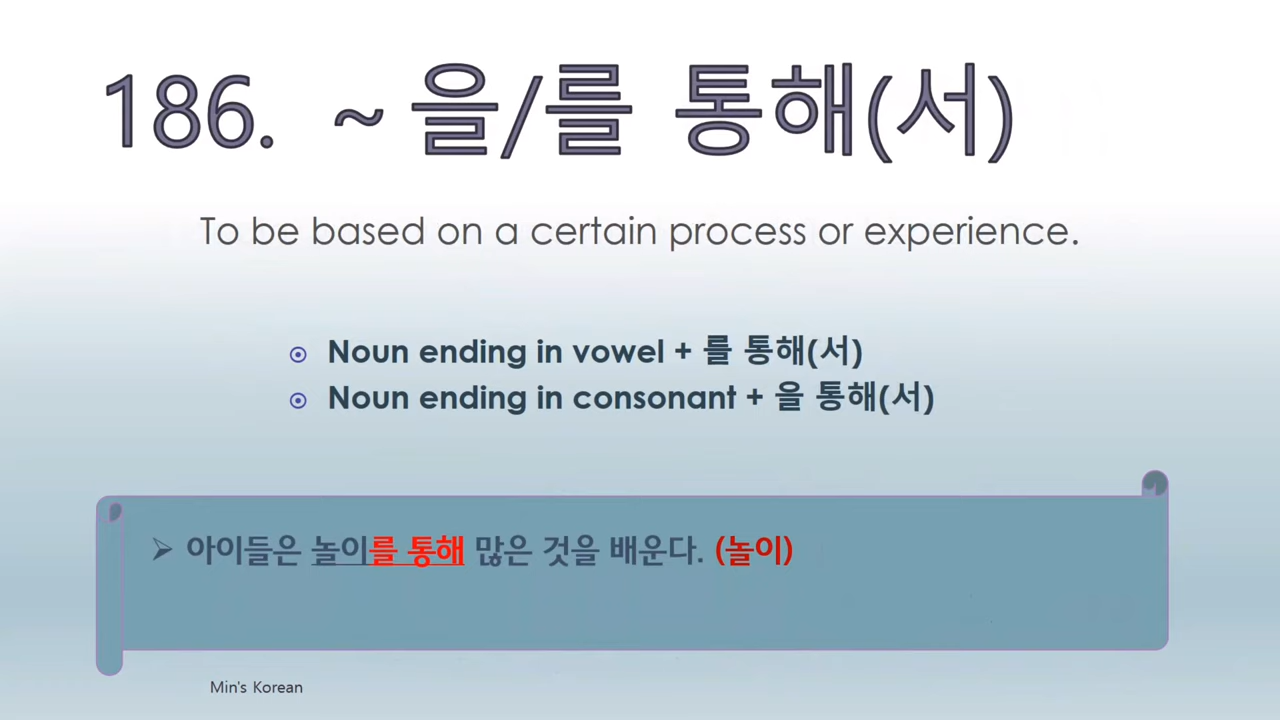 186. ~ 을/를 통해(서)
To be based on a certain process or experience.
Noun ending in vowel + 를 통해(서)
Noun ending in consonant + 을 통해(서)
아이들은 놀이를 통해 많은 것을 배운다. (놀이)
Min's Korean